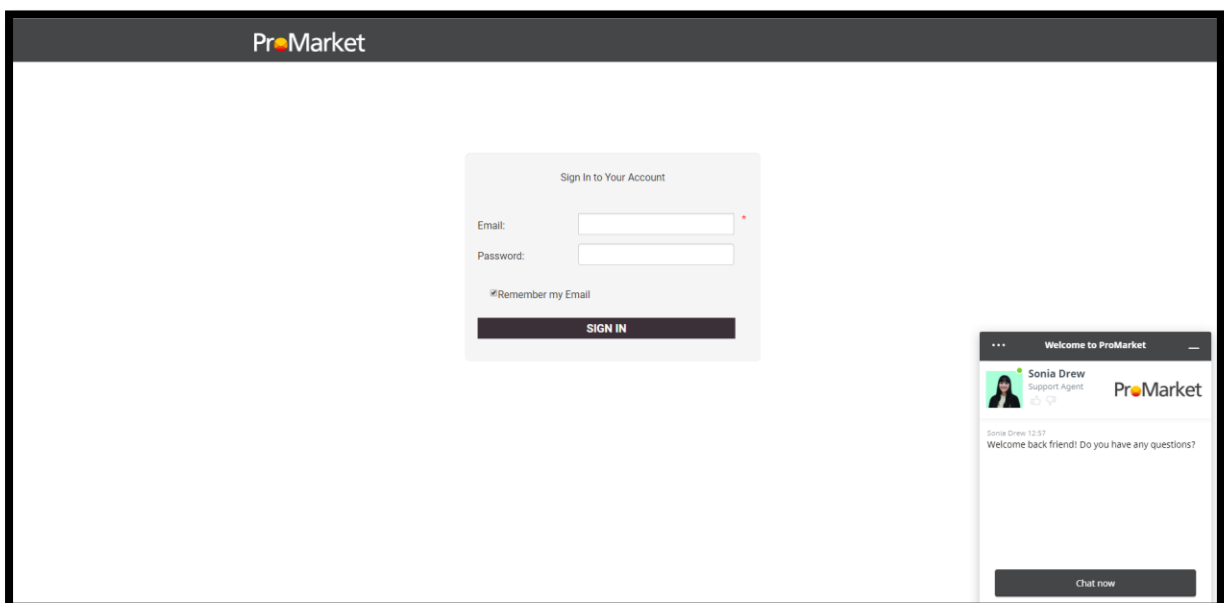 ProMarket
Sign In to Your Account
Email:
*
Password:
Remember my Email
SIGN IN
Welcome to ProMarket
Sonia Drew
Support Agent
ProMarket
Sonia Drew 12:57
Welcome back friend! Do you have any questions?
Chat now